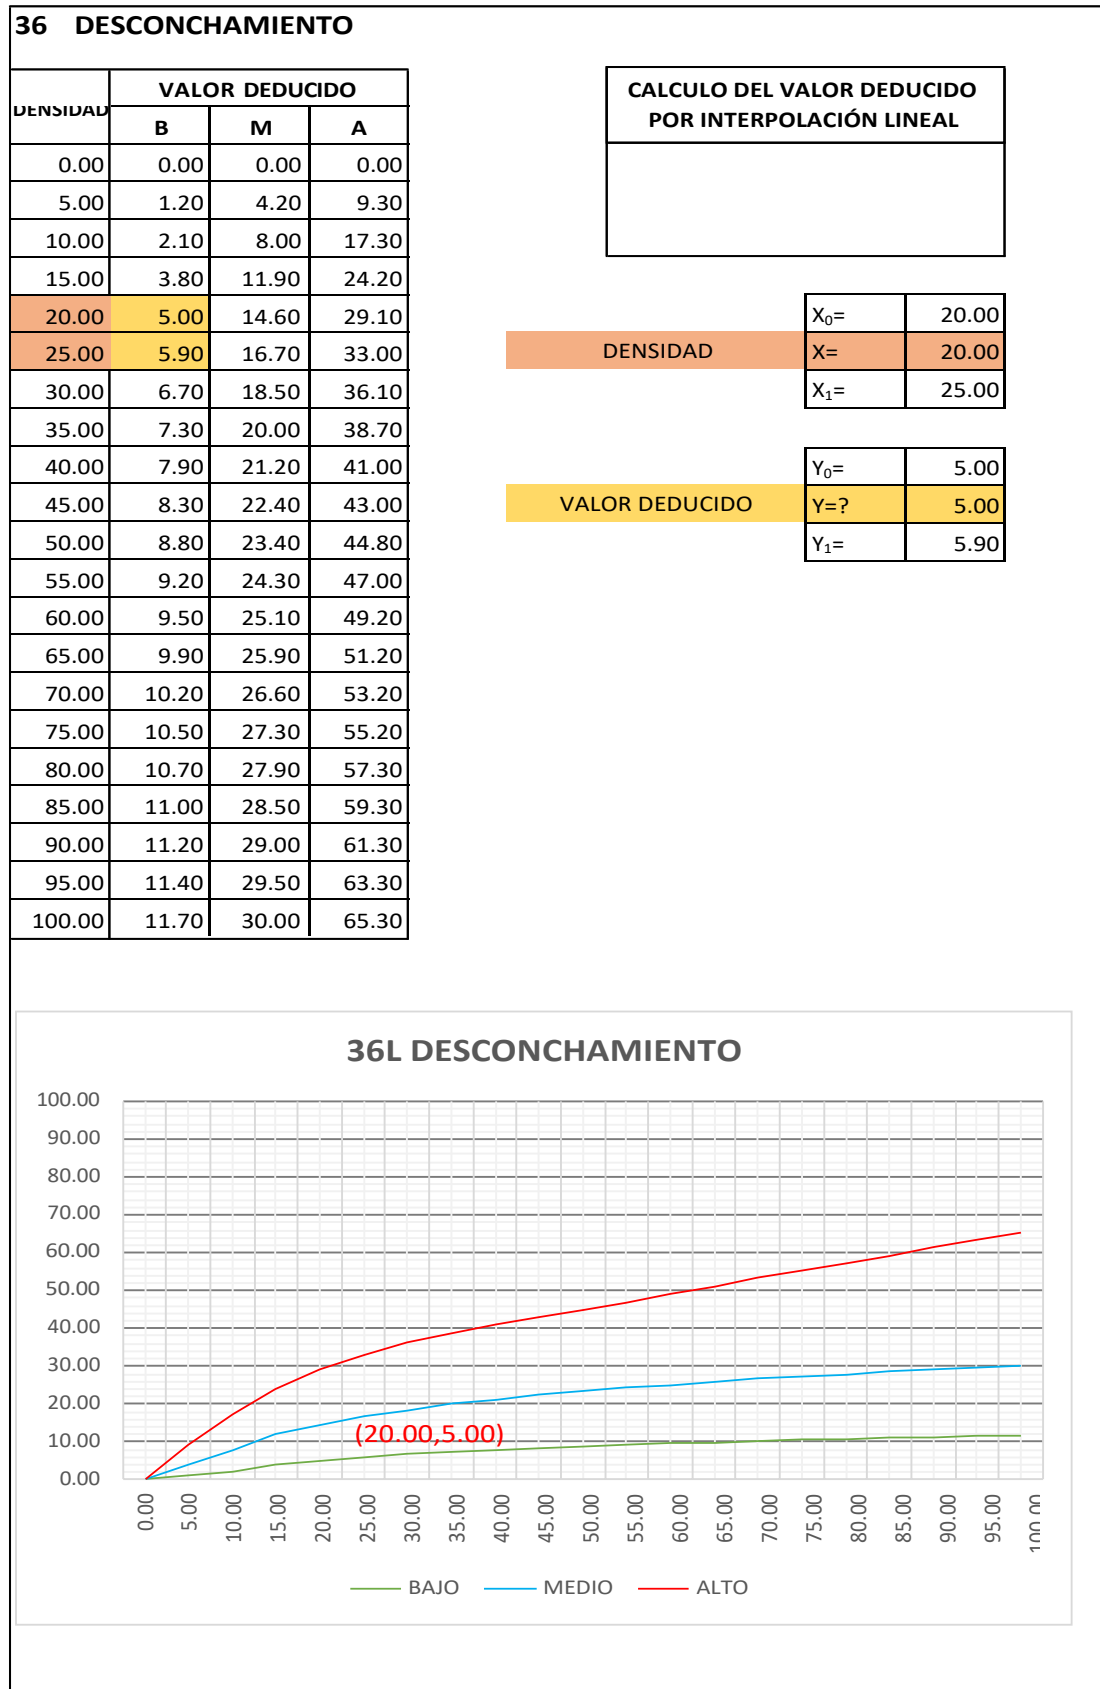 36 DESCONCHAMIENTO
DENSIDAD VALOR DEDUCIDO
B M A
0.00 0.00 0.00 0.00
5.00 1.20 4.20 9.30
10.00 2.10 8.00 17.30
15.00 3.80 11.90 24.20
20.00 5.00 14.60 29.10
25.00 5.90 16.70 33.00
30.00 6.70 18.50 36.10
35.00 7.30 20.00 38.70
40.00 7.90 21.20 41.00
45.00 8.30 22.40 43.00
50.00 8.80 23.40 44.80
55.00 9.20 24.30 47.00
60.00 9.50 25.10 49.20
65.00 9.90 25.90 51.20
70.00 10.20 26.60 53.20
75.00 10.50 27.30 55.20
80.00 10.70 27.90 57.30
85.00 11.00 28.50 59.30
90.00 11.20 29.00 61.30
95.00 11.40 29.50 63.30
100.00 11.70 30.00 65.30
CALCULO DEL VALOR DEDUCIDO
POR INTERPOLACIÓN LINEAL
X₀= 20.00
DENSIDAD X= 20.00
X₁= 25.00
Y₀= 5.00
VALOR DEDUCIDO Y=? 5.00
Y₁= 5.90
36L DESCONCHAMIENTO
100.00
90.00
80.00
70.00
60.00
50.00
40.00
30.00
20.00
10.00
0.00
(20.00,5.00)
0.00 5.00 10.00 15.00 20.00 25.00 30.00 35.00 40.00 45.00 50.00 55.00 60.00 65.00 70.00 75.00 80.00 85.00 90.00 95.00 100.00
BAJO MEDIO ALTO